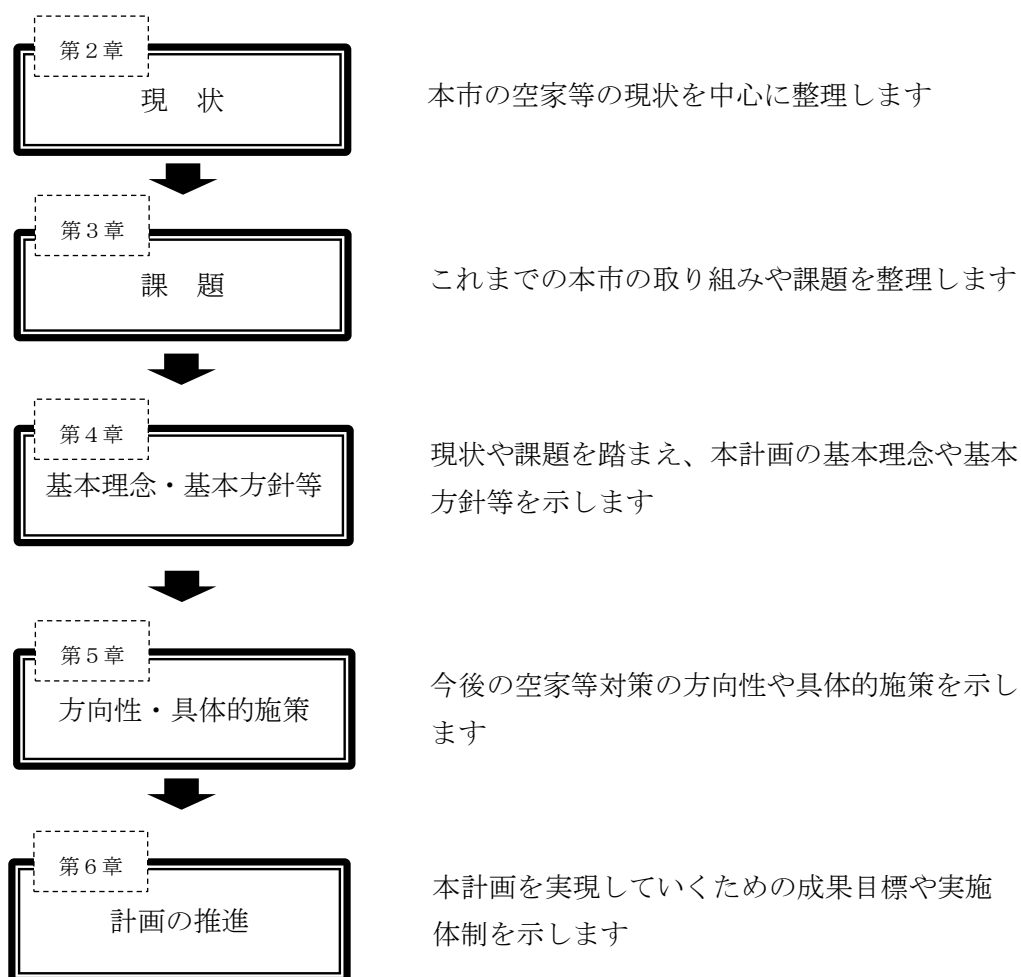 第２章
現　状
本市の空家等の現状を中心に整理します
第３章
課　題
これまでの本市の取り組みや課題を整理します
第４章
基本理念・基本方針等
現状や課題を踏まえ、本計画の基本理念や基本
方針等を示します
第５章
方向性・具体的施策
今後の空家等対策の方向性や具体的施策を示し
ます
第６章
計画の推進
本計画を実現していくための成果目標や実施
体制を示します